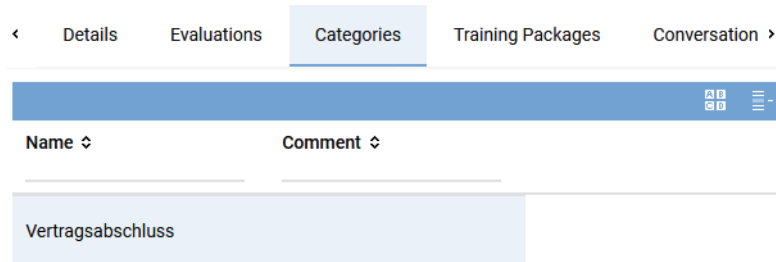 Details Evaluations Categories Training Packages Conversation
A B
C D
Name Comment
Vertragsabschluss